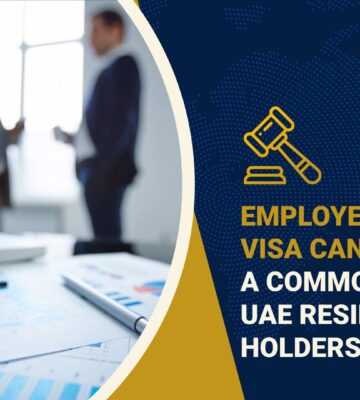 EMPLOYE
VISA CAN
A COMMO
UAE RESI
HOLDERS